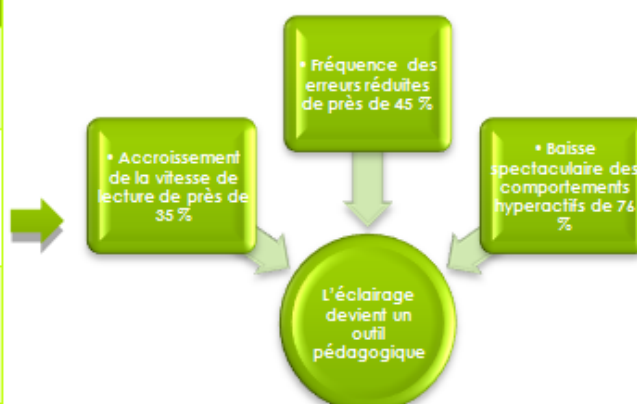 • Fréquence des
erreurs réduites
de près de 45 %
• Accroissement
de la vitesse de
lecture de près de
35 %
• Baisse
spectaculaire des
comportements
hyperactifs de 76
%
L'éclairage
devient un
outil
pédagogique